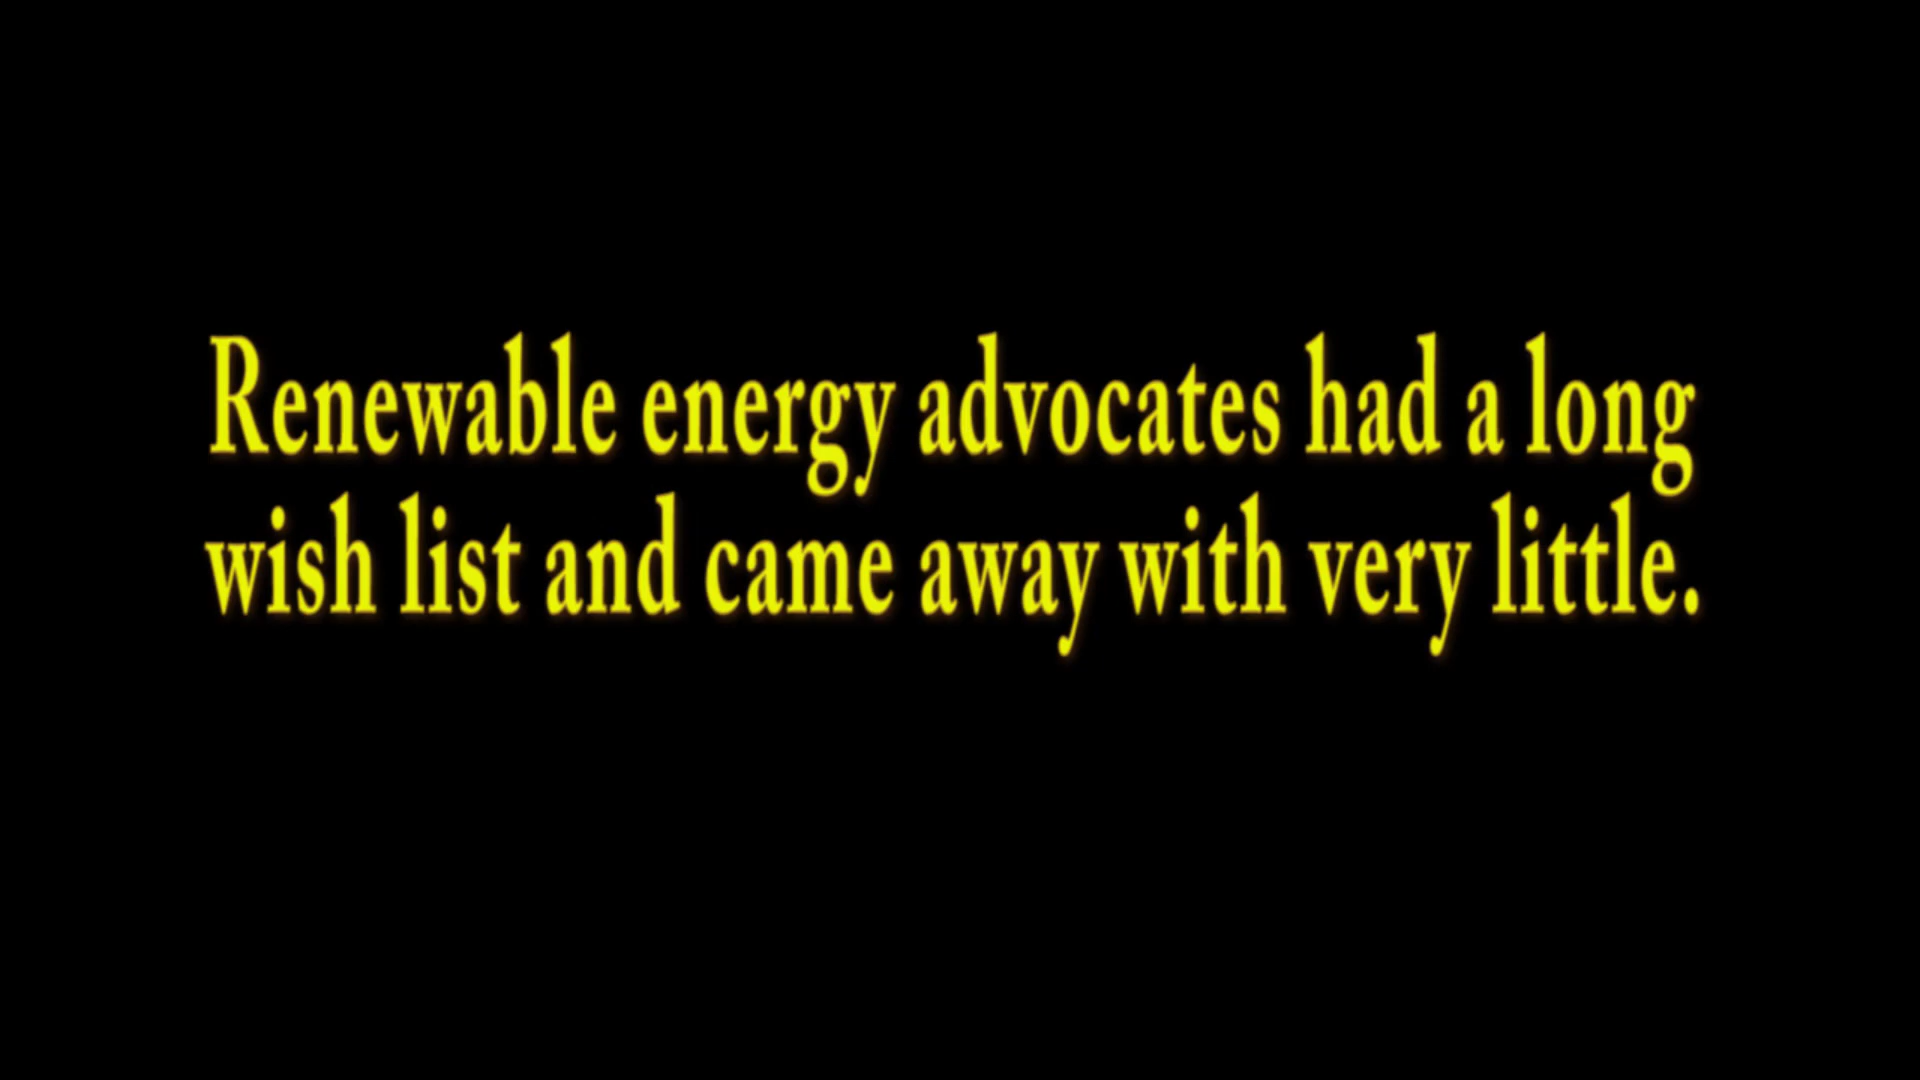 Renewable energy advocates had a long
wish list and came away with very little.